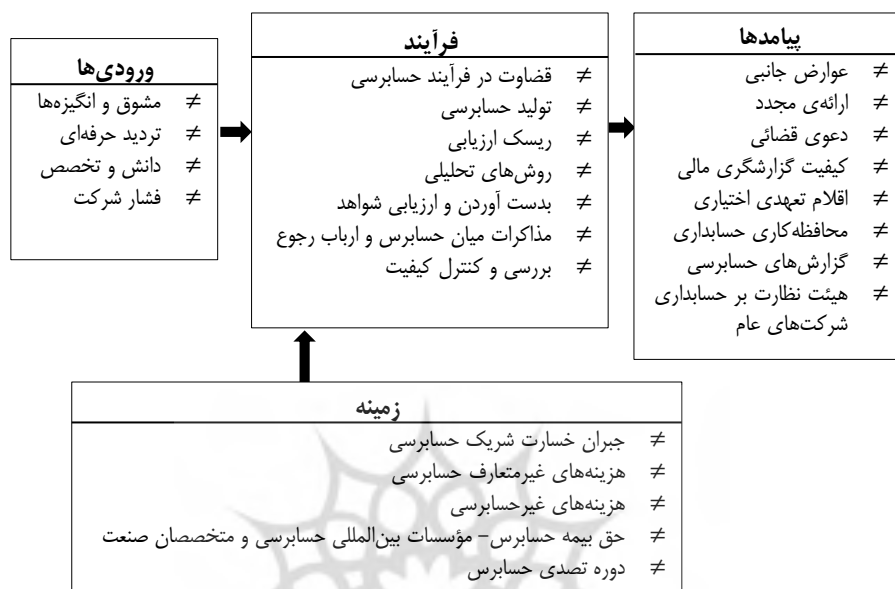 ورودی‌ها
≠ مشوق و انگیزه‌ها
≠ تردید حرفه‌ای
≠ دانش و تخصص
≠ فشار شرکت
فرآیند
≠ قضاوت در فرآیند حسابرسی
≠ تولید حسابرسی
≠ ریسک ارزیابی
≠ روش‌های تحلیلی
≠ بدست آوردن و ارزیابی شواهد
≠ مذاکرات میان حسابرس و ارباب رجوع
≠ بررسی و کنترل کیفیت
پیامدها
≠ عوارض جانبی
≠ ارائه‌ی مجدد
≠ دعوی قضائی
≠ کیفیت گزارشگری مالی
≠ اقلام تعهدی اختیاری
≠ محافظه‌کاری حسابداری
≠ گزارش‌های حسابرسی
≠ هیئت نظارت بر حسابداری
شرکت‌های عام
زمینه
≠ جبران خسارت شریک حسابرسی
≠ هزینه‌های غیرمتعارف حسابرسی
≠ هزینه‌های غیرحسابرسی
≠ حق بیمه حسابرس– مؤسسات بین‌المللی حسابرسی و متخصصان صنعت
≠ دوره تصدی حسابرس